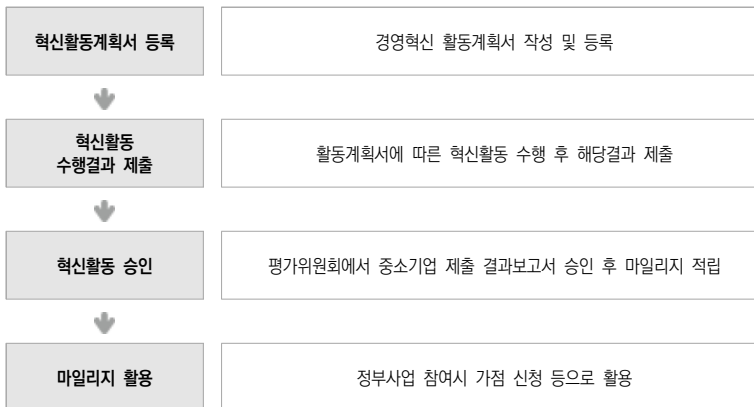 혁신활동계획서 등록
경영혁신 활동계획서 작성 및 등록
혁신활동
수행결과 제출
활동계획서에 따른 혁신활동 수행 후 해당결과 제출
혁신활동 승인
평가위원회에서 중소기업 제출 결과보고서 승인 후 마일리지 적립
마일리지 활용
정부사업 참여시 가점 신청 등으로 활용